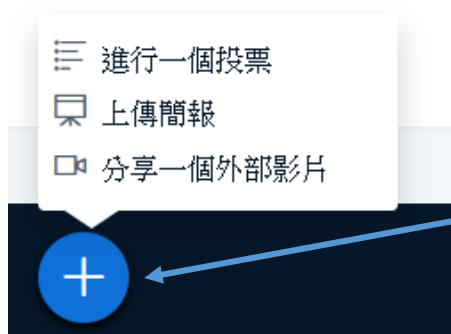 進行一個投票
上傳簡報
分享一個外部影片